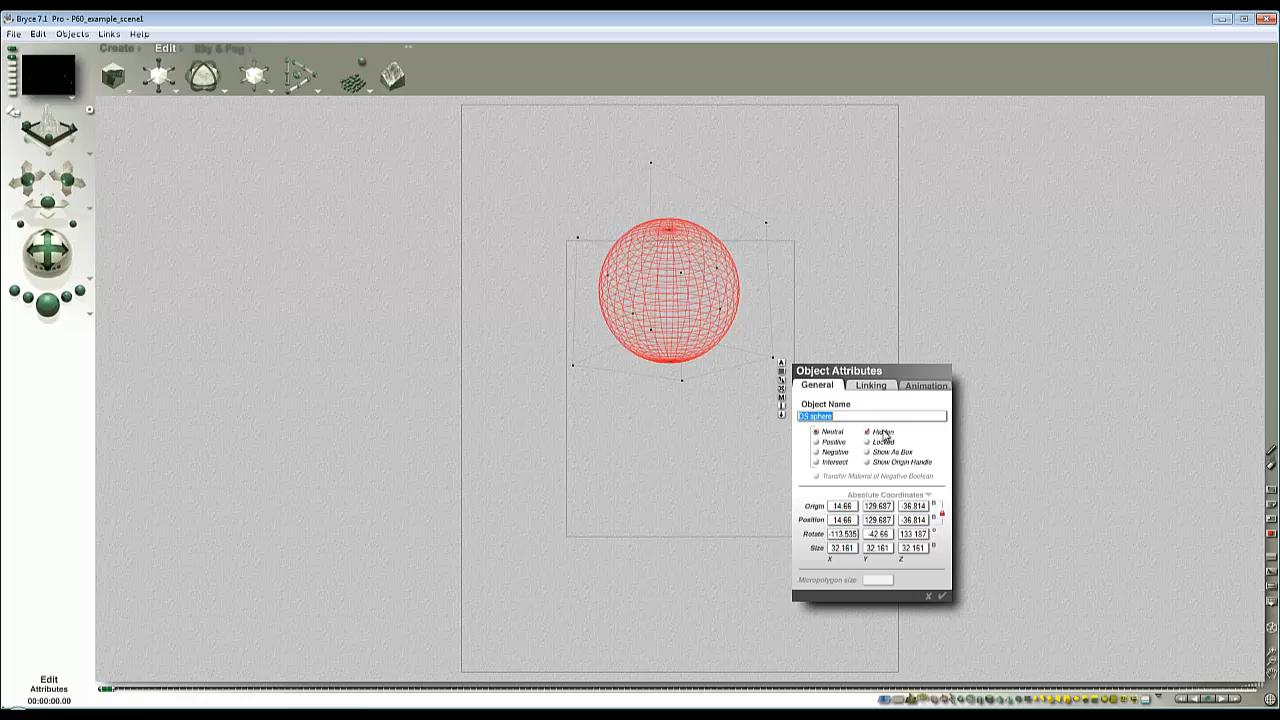 Bryce 7.1 Pro - P60_example_scene1
File Edit Objects Links Help
Create Edit Sky & Fog
Object Attributes
General Linking Animation
Object Name
DS sphere
Neutral Hidden
Positive Locked
Negative Show As Box
Intersect Show Origin Handle
Transfer Material of Negative Boolean
Absolute Coordinates
Origin 14.66 129.687 -36.814 B
Position 14.66 129.687 -36.814 B
Rotate -113.535 -42.66 133.187 °
Size 32.161 32.161 32.161 B
X Y Z
Micropolygon size
A
M
Edit
Attributes
00:00:00.00